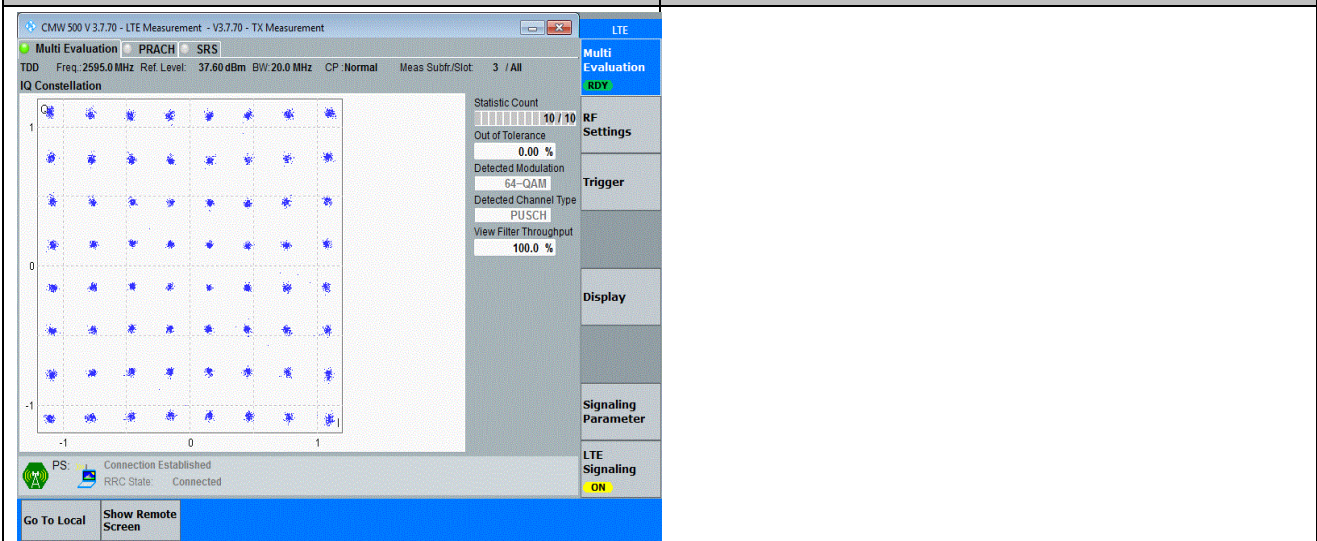 CMW 500 V 3.7.70 - LTE Measurement - V3.7.70 - TX Measurement
LTE
Multi Evaluation PRACH SRS
Multi
Evaluation
RDY
TDD Freq.:2595.0 MHz Ref. Level: 37.60 dBm BW:20.0 MHz CP :Normal Meas Subfr./Slot: 3 / All
IQ Constellation
Q
1
0
-1
-1
0
1
I
Statistic Count
10 / 10
Out of Tolerance
0.00 %
Detected Modulation
64-QAM
Detected Channel Type
PUSCH
View Filter Throughput
100.0 %
RF
Settings
Trigger
Display
Signaling
Parameter
LTE
Signaling
ON
PS: Connection Established
RRC State: Connected
Go To Local
Show Remote
Screen